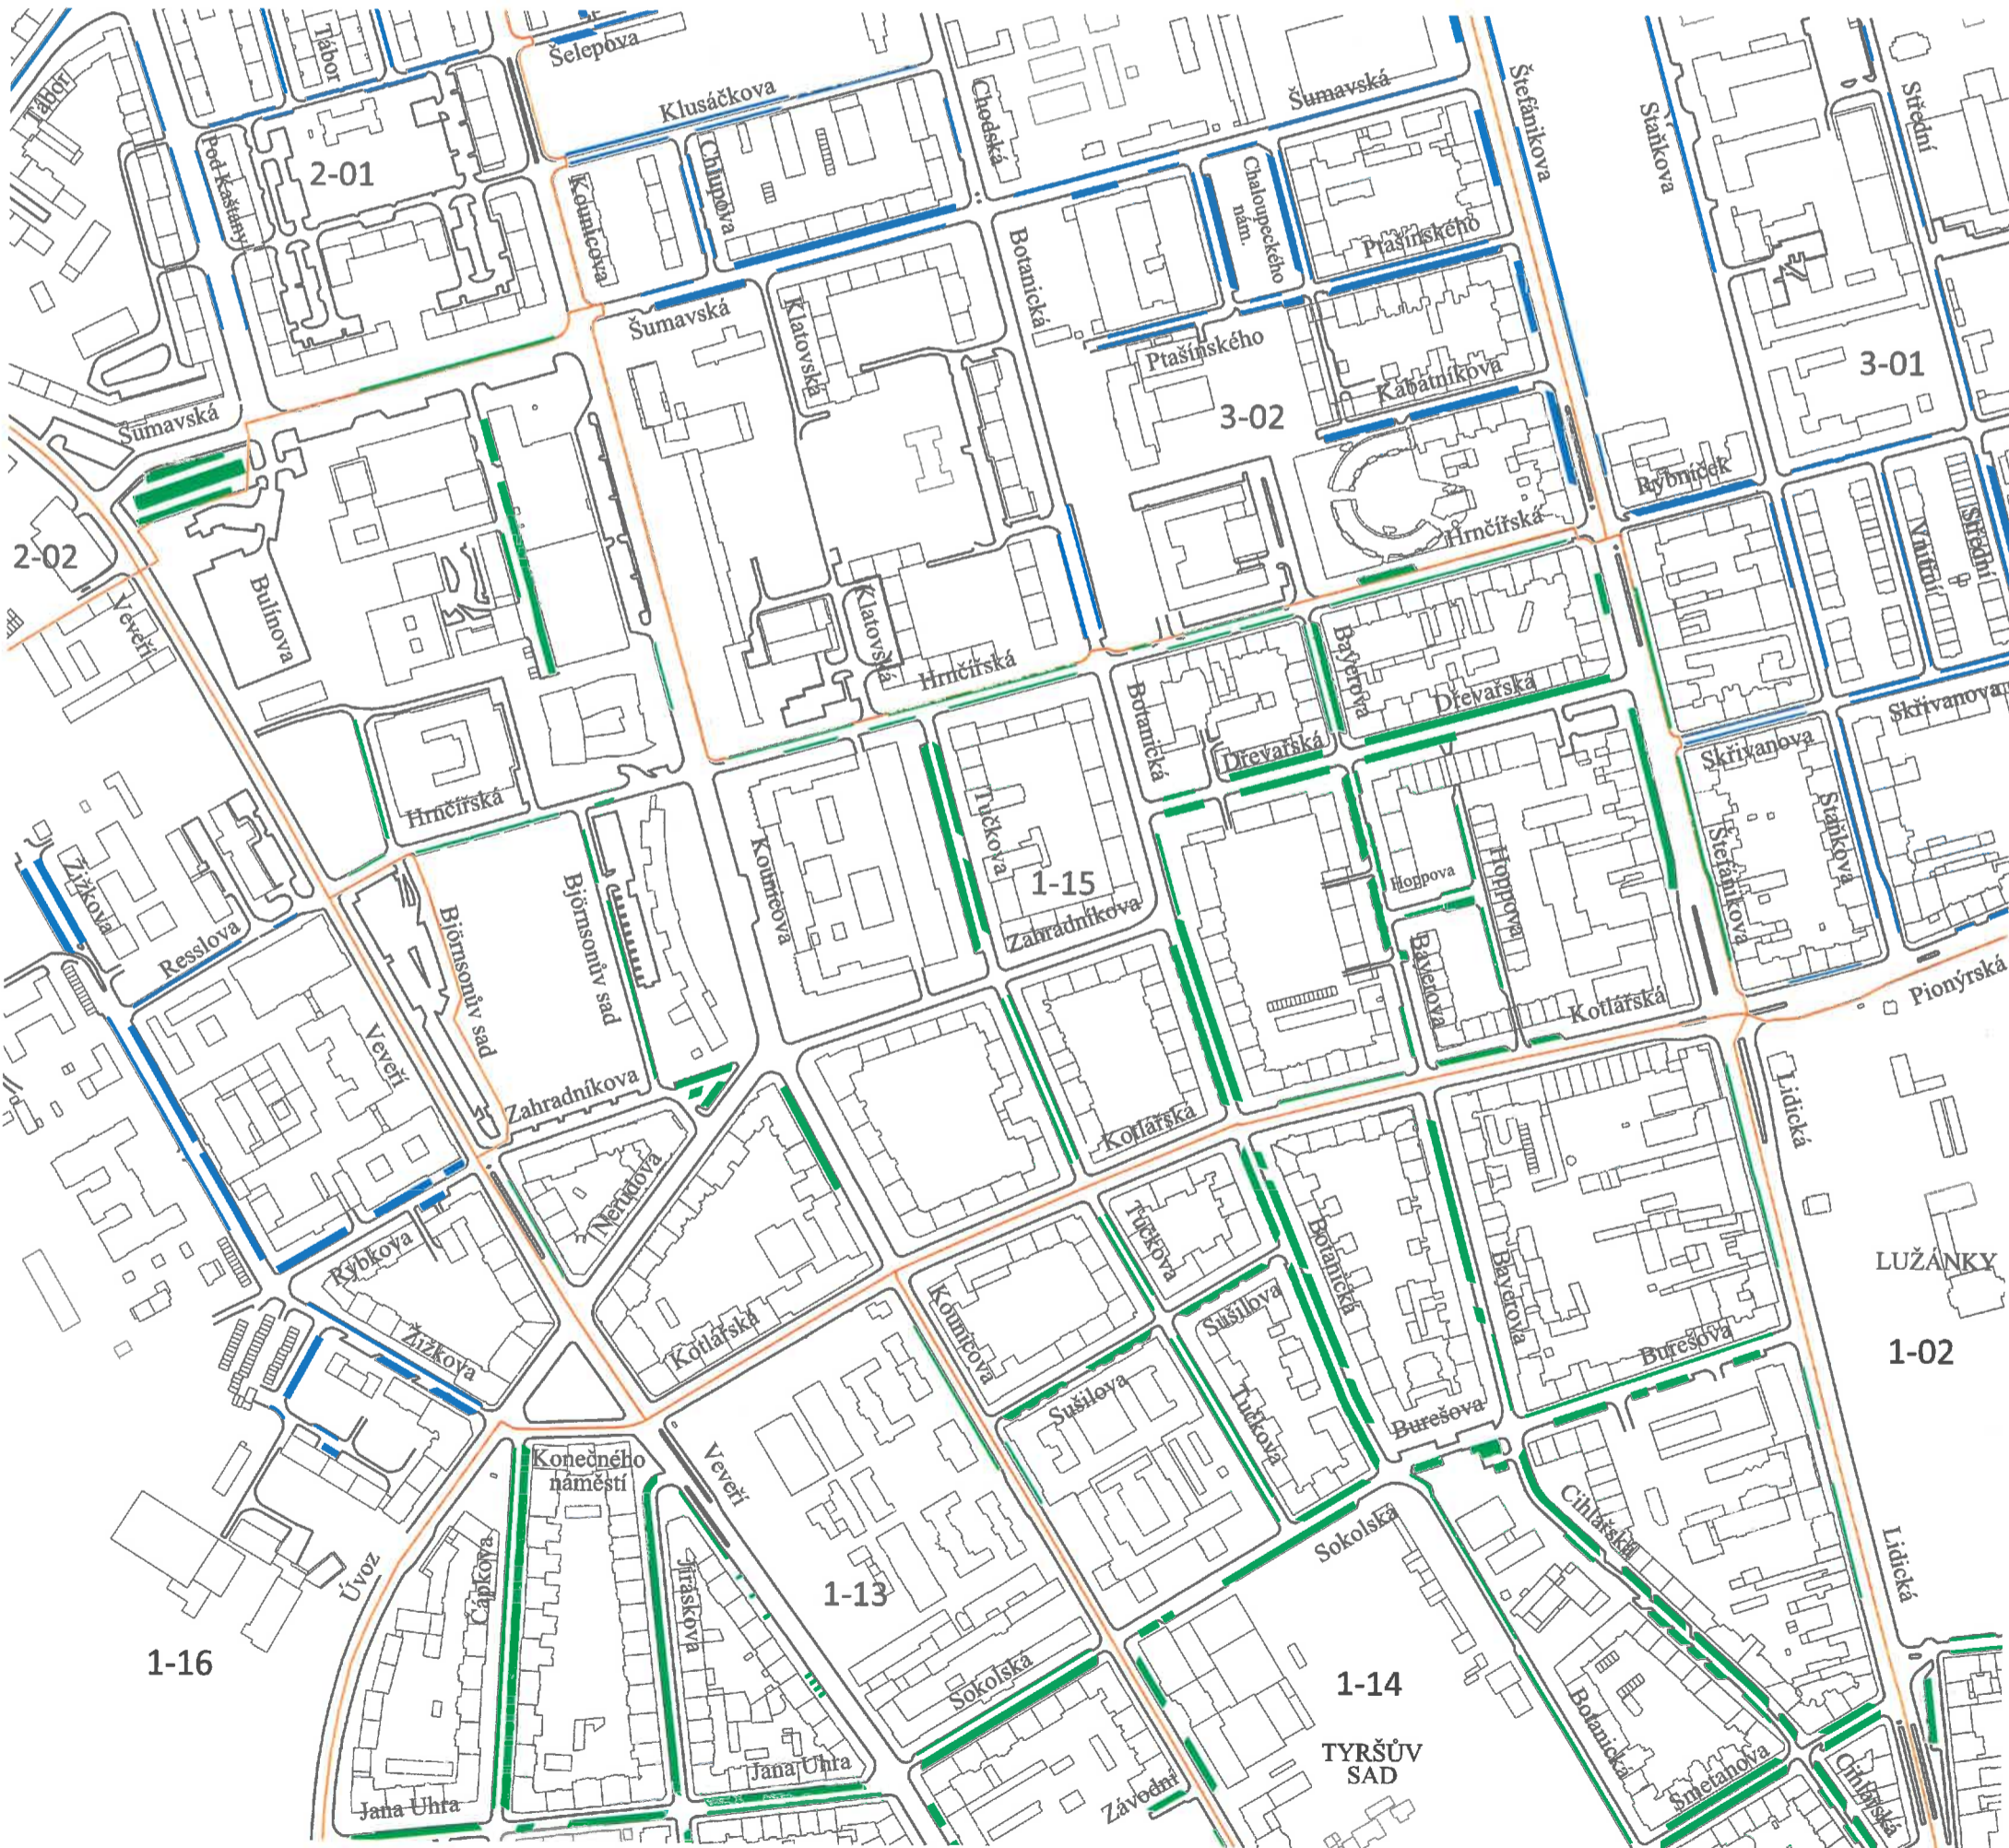 Tábor
Tábor
Šelepova
Klusáčkova
Chodská
Šumavská
Štefánikova
Staňkova
Střední
Pod Kaštany
2-01
Kounicova
Chlupova
Chaloupeckého
nám.
Ptašínského
Botanická
Šumavská
Klatovská
Ptašínského
Kabátníkova
3-01
3-02
Šumavská
Rybníček
Hrnčířská
Vnitřní
Střední
2-02
Veveří
Bulínova
Klatovská
Hrnčířská
Botanická
Bayerova
Dřevařská
Skřivanova
Dřevařská
Skřivanova
Hrnčířská
Tučkova
Kounicova
Björnsonův sad
Björnsonův sad
1-15
Hoppova
Hoppova
Štefánikova
Staňkova
Žižkova
Resslova
Zahradníkova
Bayerova
Kotlářská
Pionýrská
Veveří
Zahradníkova
Kotlářská
Lidická
Nerudova
Rybkova
Tučkova
Botanická
Bayerova
LUŽÁNKY
Žižkova
Kotlářská
Kounicova
Sušilova
Burešova
1-02
Sušilova
Tučkova
Burešova
Konečného
náměstí
Veveří
Cihlářská
Sokolská
Úvoz
Čápkova
Jiráskova
1-13
Lidická
1-16
Sokolská
1-14
Botanická
TYRŠŮV
SAD
Jana Uhra
Jana Uhra
Závodní
Smetanova
Cihlářská